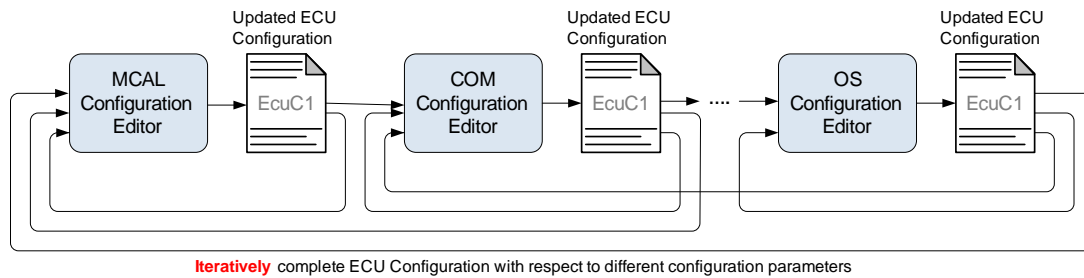 Updated ECU
Configuration
Updated ECU
Configuration
Updated ECU
Configuration
MCAL
Configuration
Editor
EcuC1
COM
Configuration
Editor
EcuC1
....
OS
Configuration
Editor
EcuC1
Iteratively complete ECU Configuration with respect to different configuration parameters